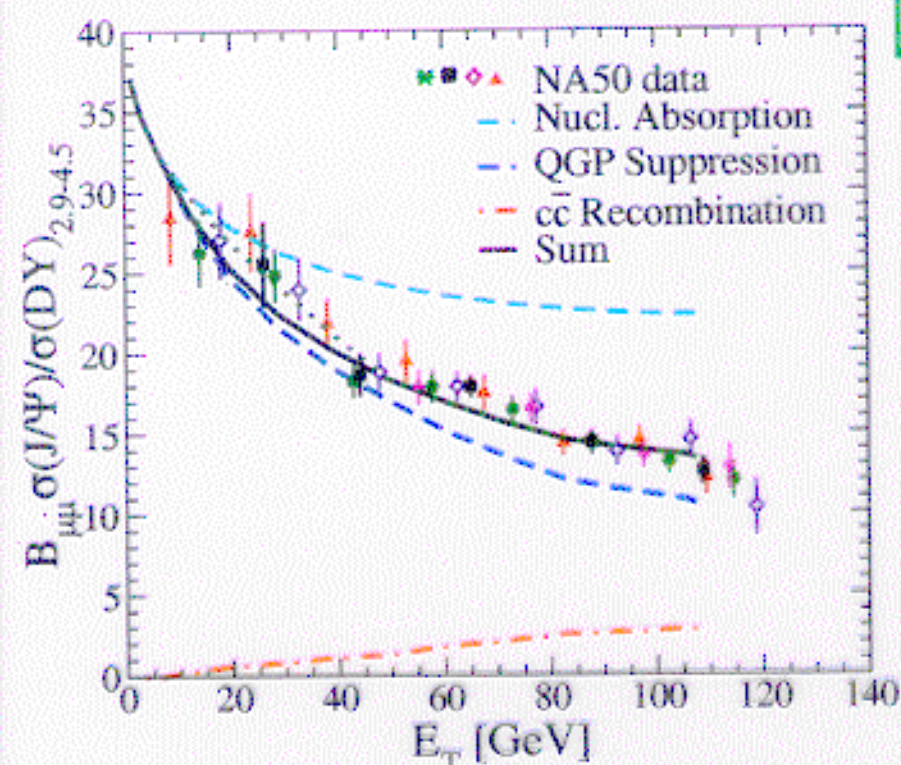 40
35
30
25
20
15
10
5
0
B_μμ · σ(J/Ψ)/σ(DY)_2.9-4.5
NA50 data
Nucl. Absorption
QGP Suppression
cc̄ Recombination
Sum
0 20 40 60 80 100 120 140
E_T [GeV]